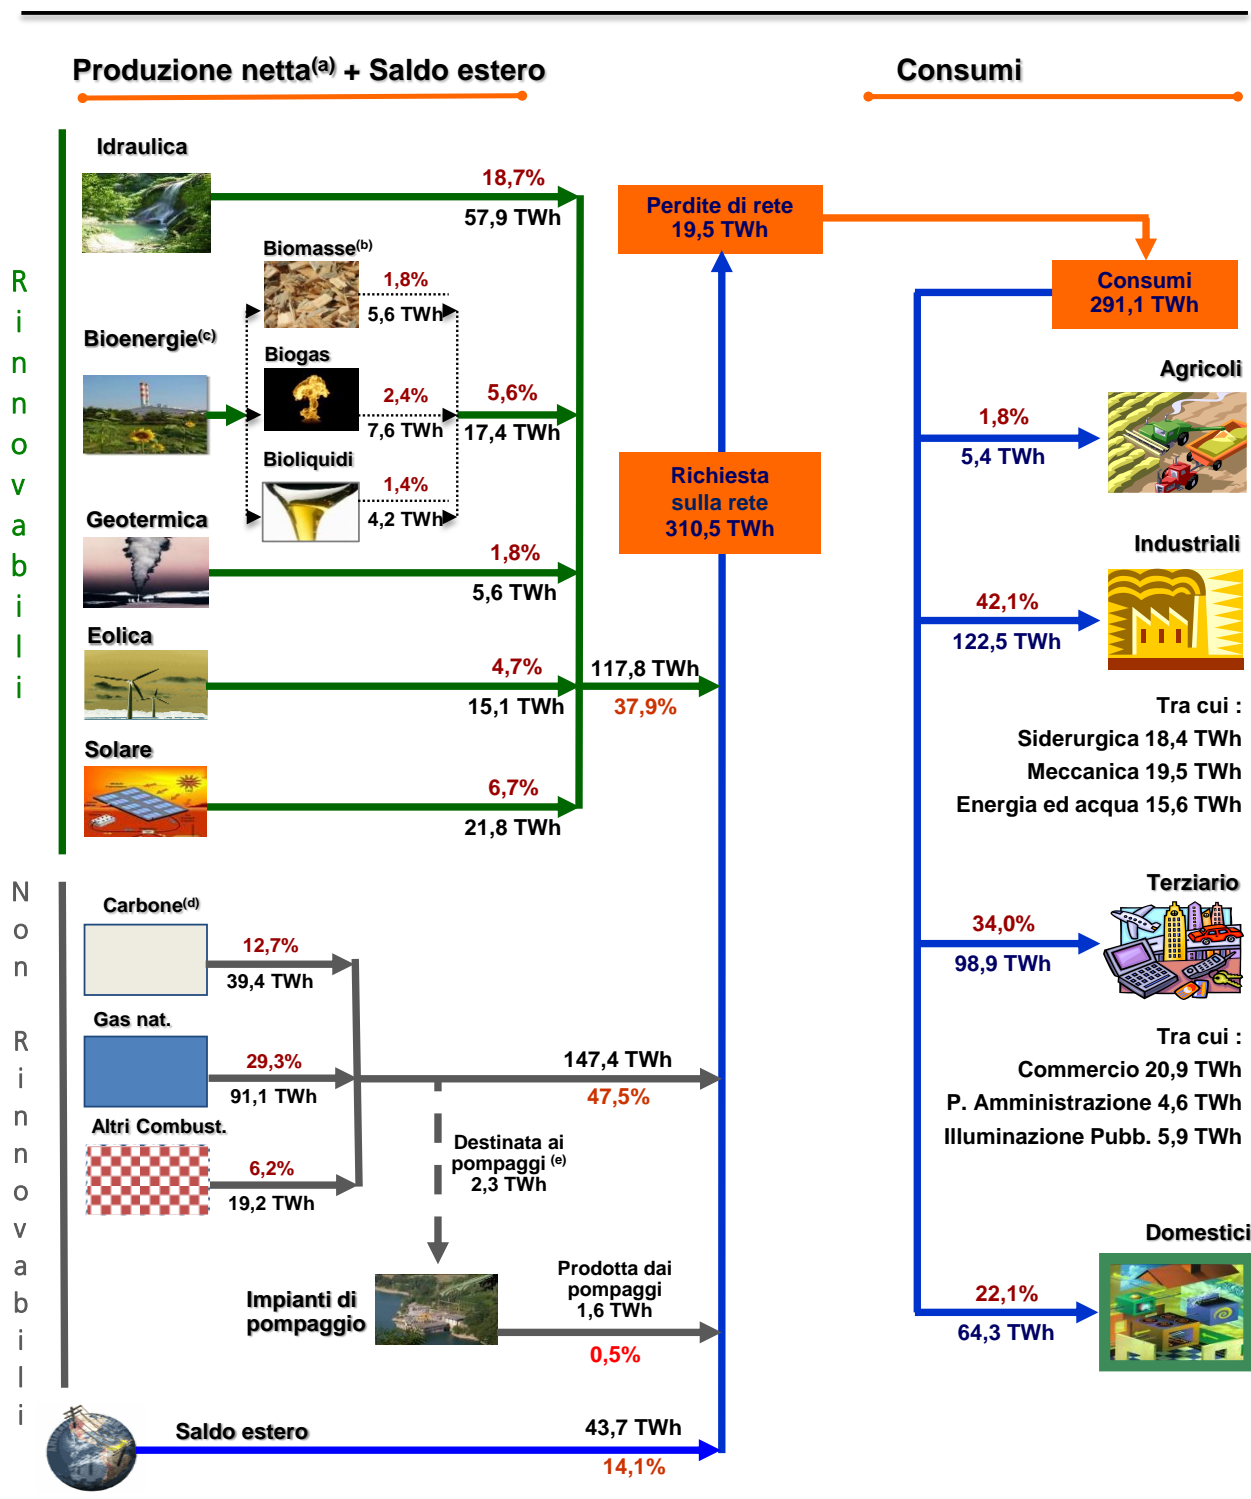 Produzione netta(a) + Saldo estero
Consumi
Rinnovabili
Idraulica
18,7%
57,9 TWh
Biomasse(b)
1,8%
5,6 TWh
Bioenergie(c)
Biogas
2,4%
7,6 TWh
5,6%
17,4 TWh
Bioliquidi
1,4%
4,2 TWh
Geotermica
1,8%
5,6 TWh
Eolica
4,7%
15,1 TWh
117,8 TWh
37,9%
Solare
6,7%
21,8 TWh
Non Rinnovabili
Carbone(d)
12,7%
39,4 TWh
Gas nat.
29,3%
91,1 TWh
147,4 TWh
47,5%
Altri Combust.
6,2%
19,2 TWh
Destinata ai
pompaggi (e)
2,3 TWh
Impianti di
pompaggio
Prodotta dai
pompaggi
1,6 TWh
0,5%
Saldo estero
43,7 TWh
14,1%
Perdite di rete
19,5 TWh
Richiesta
sulla rete
310,5 TWh
Consumi
291,1 TWh
Agricoli
1,8%
5,4 TWh
Industriali
42,1%
122,5 TWh
Tra cui :
Siderurgica 18,4 TWh
Meccanica 19,5 TWh
Energia ed acqua 15,6 TWh
Terziario
34,0%
98,9 TWh
Tra cui :
Commercio 20,9 TWh
P. Amministrazione 4,6 TWh
Illuminazione Pubb. 5,9 TWh
Domestici
22,1%
64,3 TWh